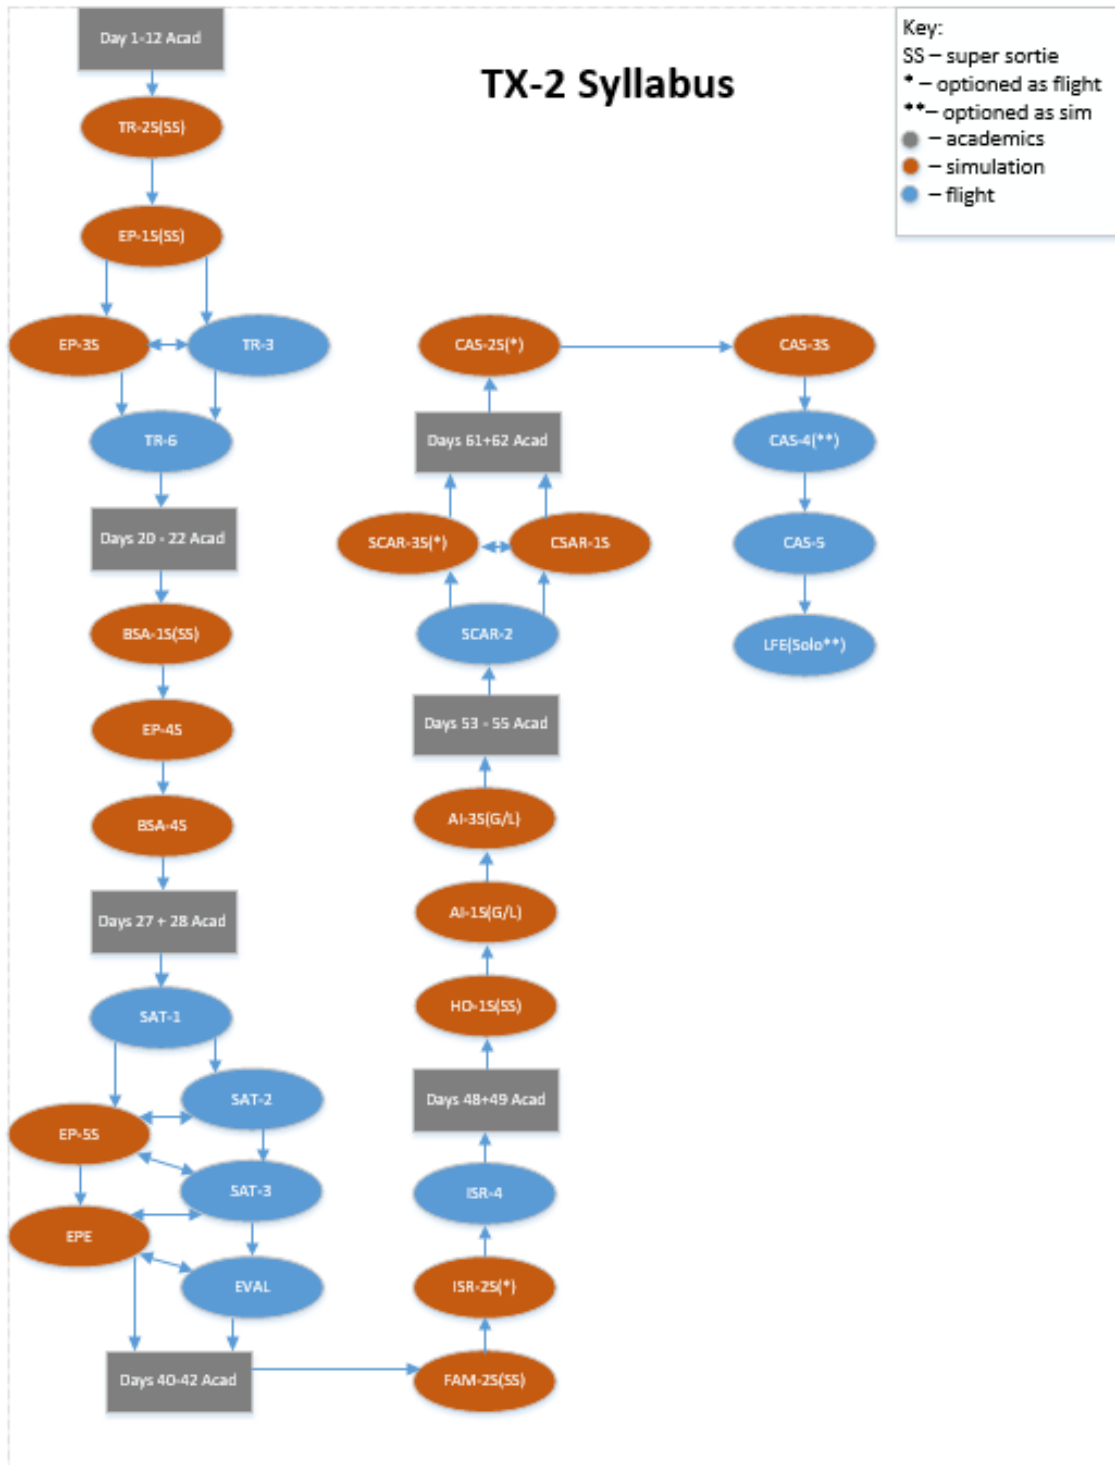 TX-2 Syllabus
Key:
SS – super sortie
* – optioned as flight
**– optioned as sim
– academics
– simulation
– flight
Day 1-12 Acad
TR-2S(SS)
EP-1S(SS)
EP-3S
TR-3
TR-6
Days 20 - 22 Acad
BSA-1S(SS)
EP-4S
BSA-4S
Days 27 + 28 Acad
SAT-1
SAT-2
EP-5S
SAT-3
EPE
EVAL
Days 40-42 Acad
FAM-2S(SS)
ISR-2S(*)
ISR-4
Days 48+49 Acad
HO-1S(SS)
AI-1S(G/L)
AI-3S(G/L)
Days 53 - 55 Acad
SCAR-2
SCAR-3S(*)
CSAR-1S
Days 61+62 Acad
CAS-2S(*)
CAS-3S
CAS-4(**)
CAS-5
LFE(Solo**)